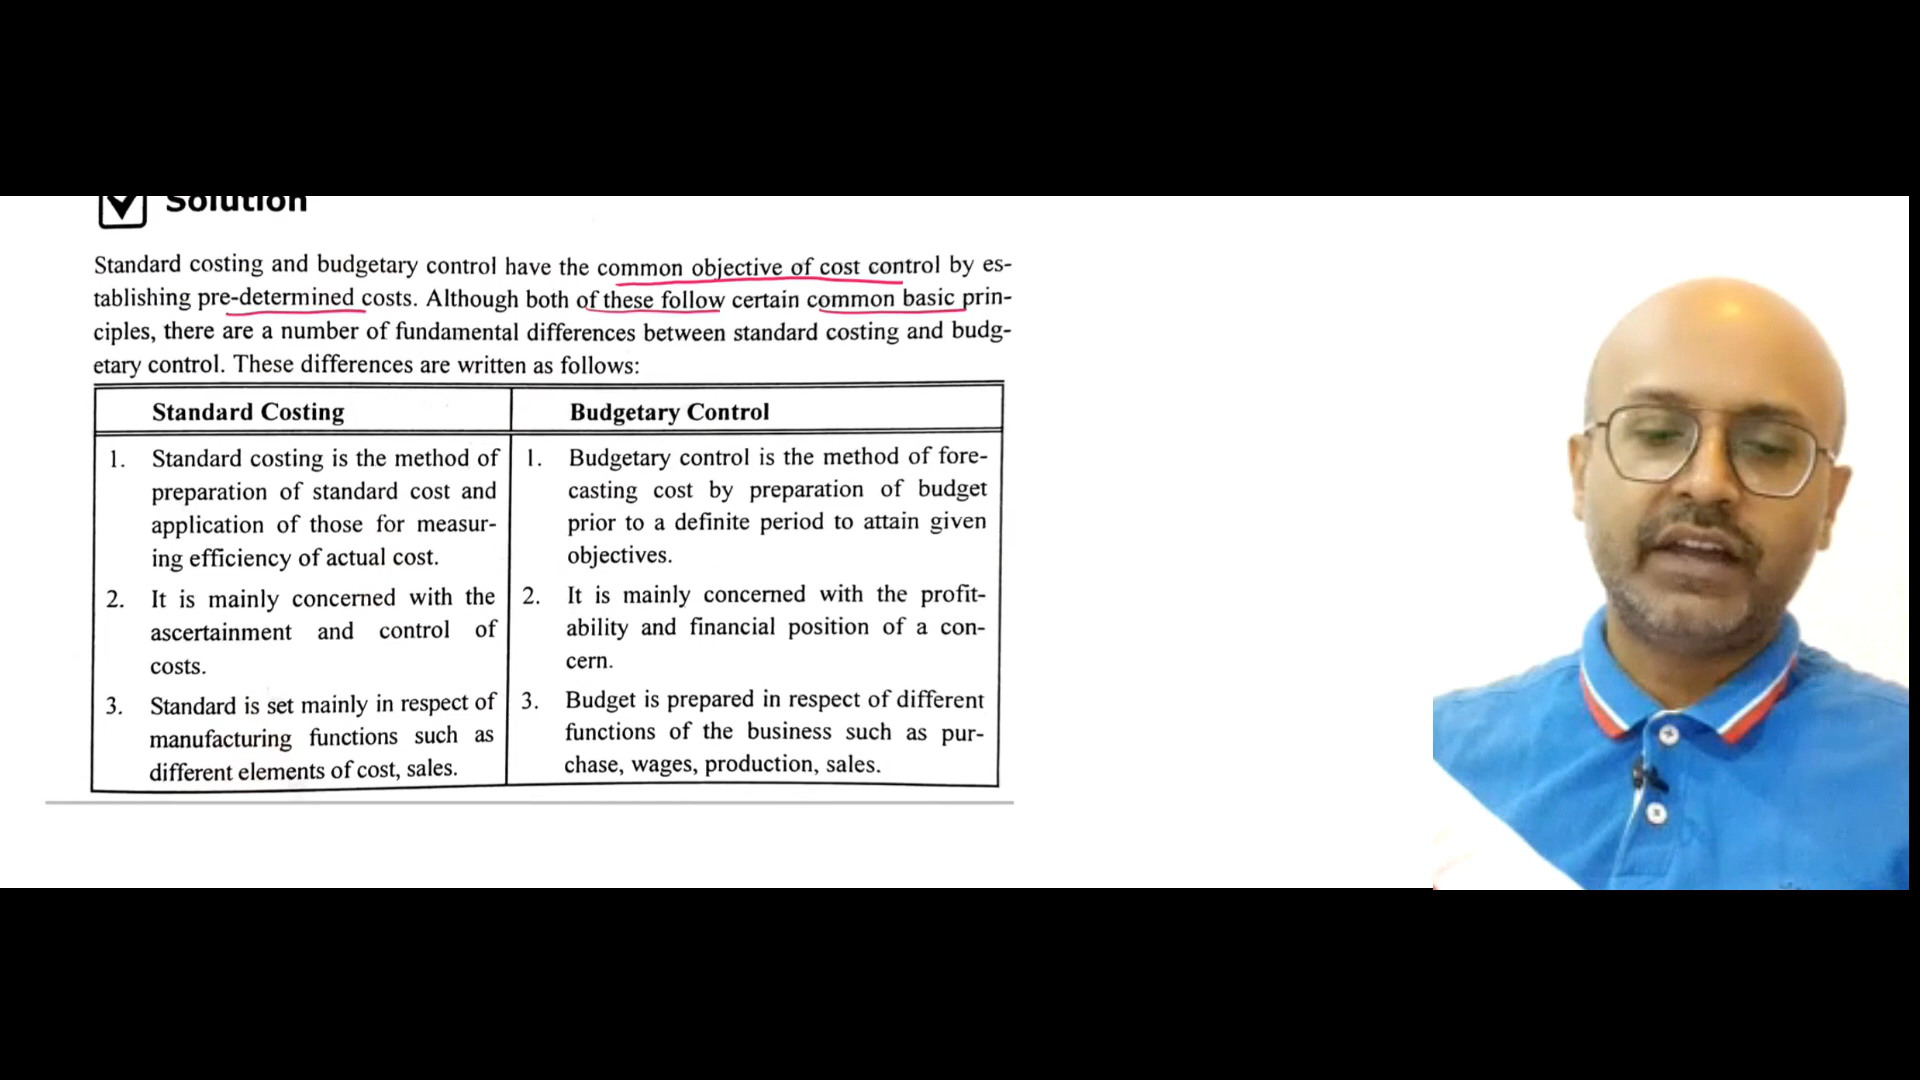 Solution
Standard costing and budgetary control have the common objective of cost control by es-
tablishing pre-determined costs. Although both of these follow certain common basic prin-
ciples, there are a number of fundamental differences between standard costing and budg-
etary control. These differences are written as follows:
Standard Costing
1. Standard costing is the method of
preparation of standard cost and
application of those for measur-
ing efficiency of actual cost.
2. It is mainly concerned with the
ascertainment and control of
costs.
3. Standard is set mainly in respect of
manufacturing functions such as
different elements of cost, sales.
Budgetary Control
1. Budgetary control is the method of fore-
casting cost by preparation of budget
prior to a definite period to attain given
objectives.
2. It is mainly concerned with the profit-
ability and financial position of a con-
cern.
3. Budget is prepared in respect of different
functions of the business such as pur-
chase, wages, production, sales.